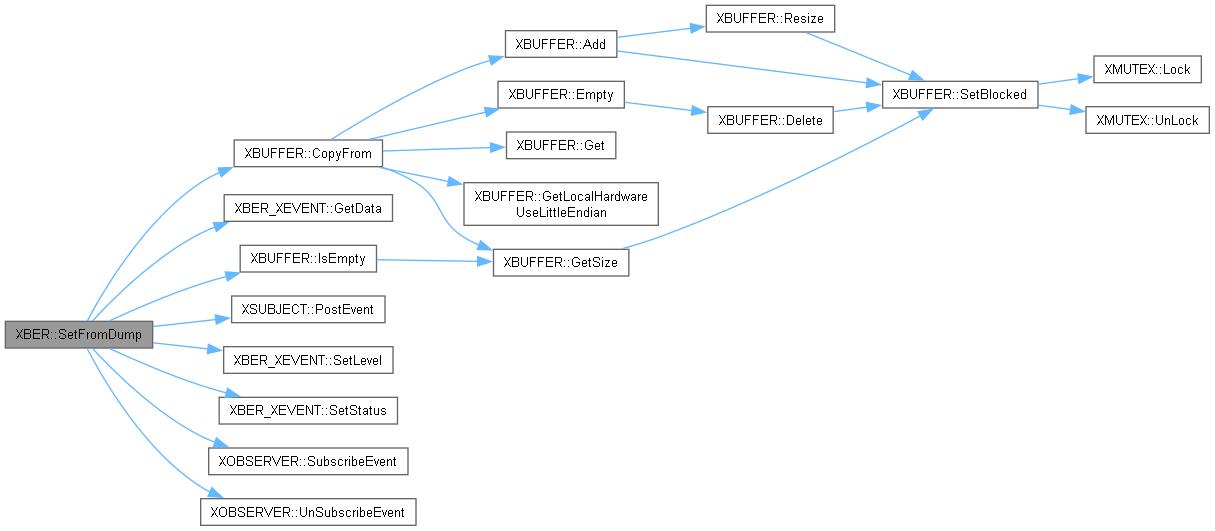 XBER::SetFromDump
XBUFFER::CopyFrom
XBER_XEVENT::GetData
XBUFFER::IsEmpty
XSUBJECT::PostEvent
XBER_XEVENT::SetLevel
XBER_XEVENT::SetStatus
XOBSERVER::SubscribeEvent
XOBSERVER::UnSubscribeEvent
XBUFFER::Add
XBUFFER::Empty
XBUFFER::Get
XBUFFER::GetLocalHardware
UseLittleEndian
XBUFFER::GetSize
XBUFFER::Resize
XBUFFER::Delete
XBUFFER::SetBlocked
XMUTEX::Lock
XMUTEX::UnLock